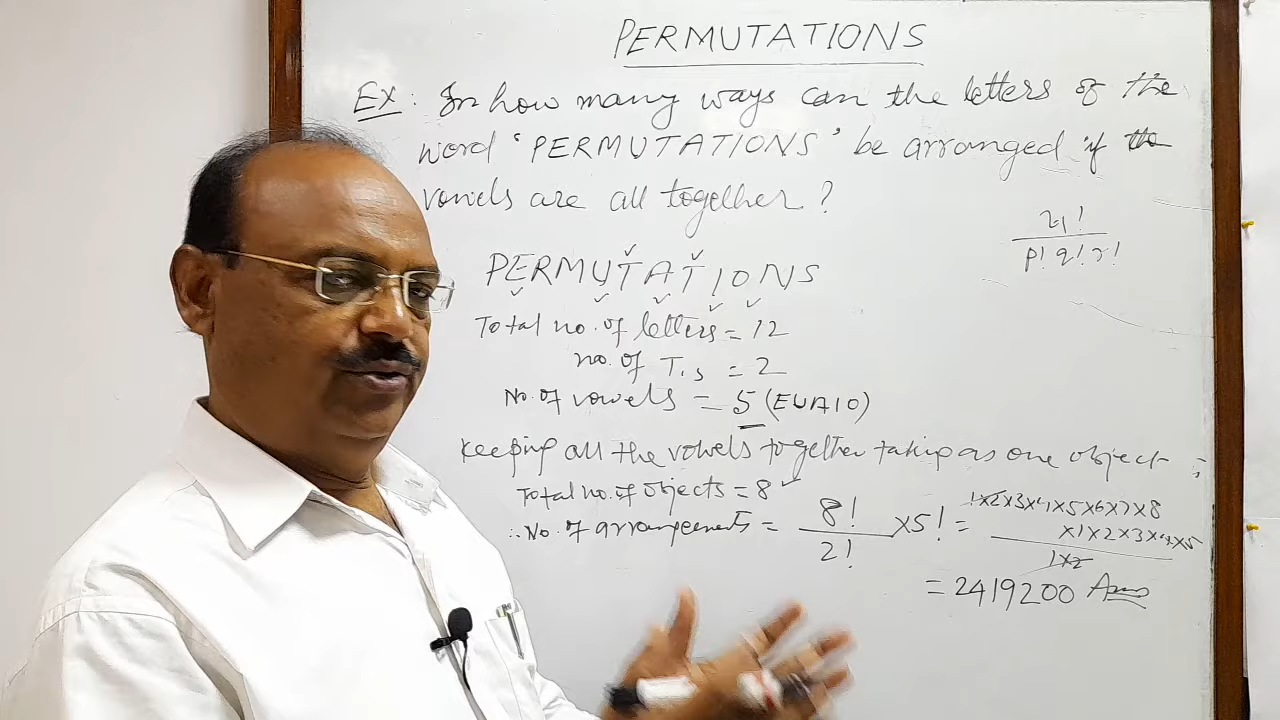 PERMUTATIONS
Ex: In how many ways can the letters of the
word 'PERMUTATIONS' be arranged if the
vowels are all together?
n!
p! q! r!
PERMUTATIONS
Total no. of letters = 12
no. of T,s = 2
No. of vowels = 5 (EUAIO)
keeping all the vowels together taking as one object
Total no. of objects = 8
∴ No. of arrangements = 8!/2! ×5! = 1×2×3×4×5×6×7×8 ×1×2×3×4×5 / 1×2
= 2419200 Ans